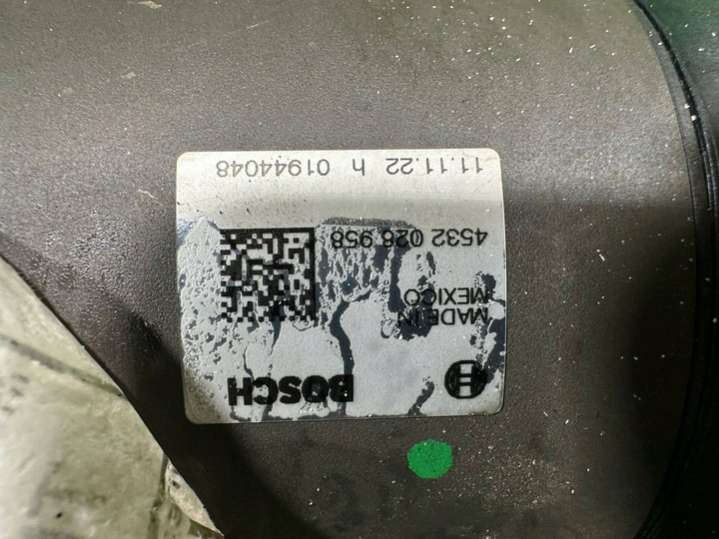 BOSCH
MADE IN
MEXICO
4532 028 958
11.11.22 h 01944048